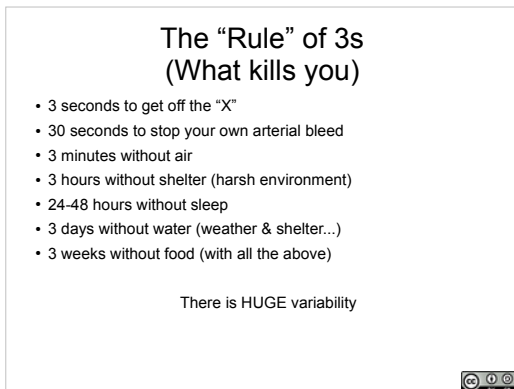 The “Rule” of 3s
(What kills you)
• 3 seconds to get off the “X”
• 30 seconds to stop your own arterial bleed
• 3 minutes without air
• 3 hours without shelter (harsh environment)
• 24-48 hours without sleep
• 3 days without water (weather & shelter...)
• 3 weeks without food (with all the above)
There is HUGE variability
cc